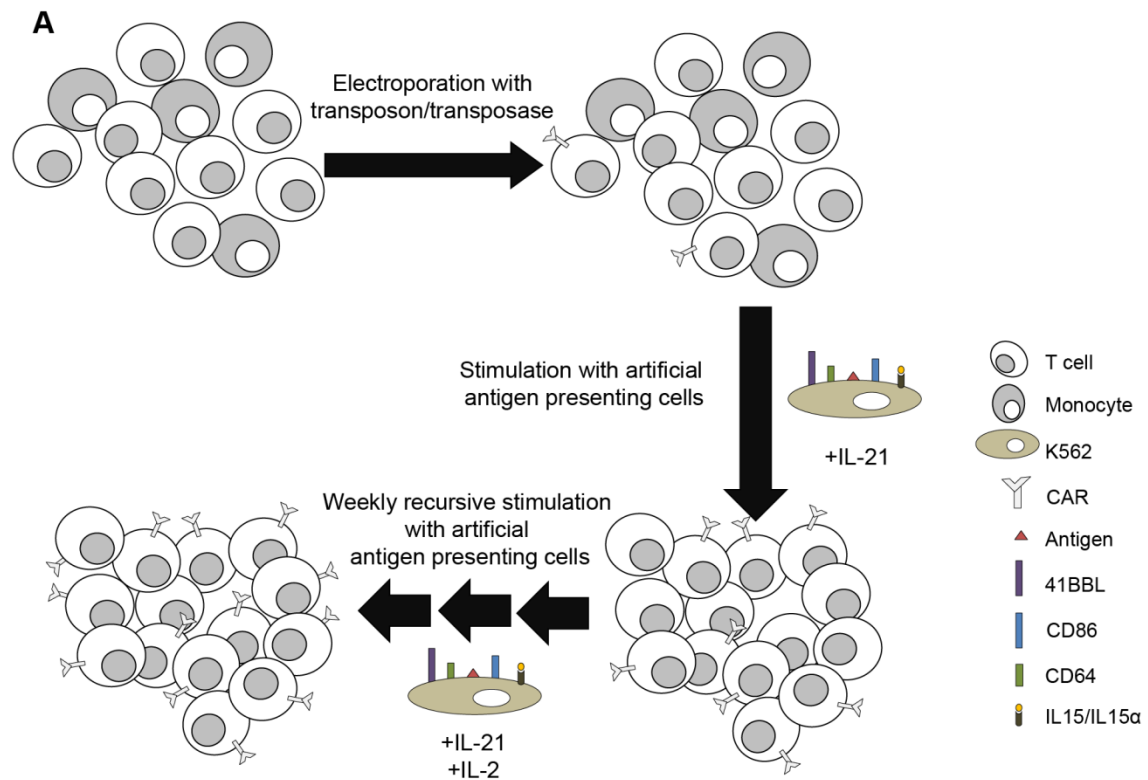 A
Electroporation with
transposon/transposase
Stimulation with artificial
antigen presenting cells
+IL-21
Weekly recursive stimulation
with artificial
antigen presenting cells
+IL-21
+IL-2
T cell
Monocyte
K562
CAR
Antigen
41BBL
CD86
CD64
IL15/IL15α